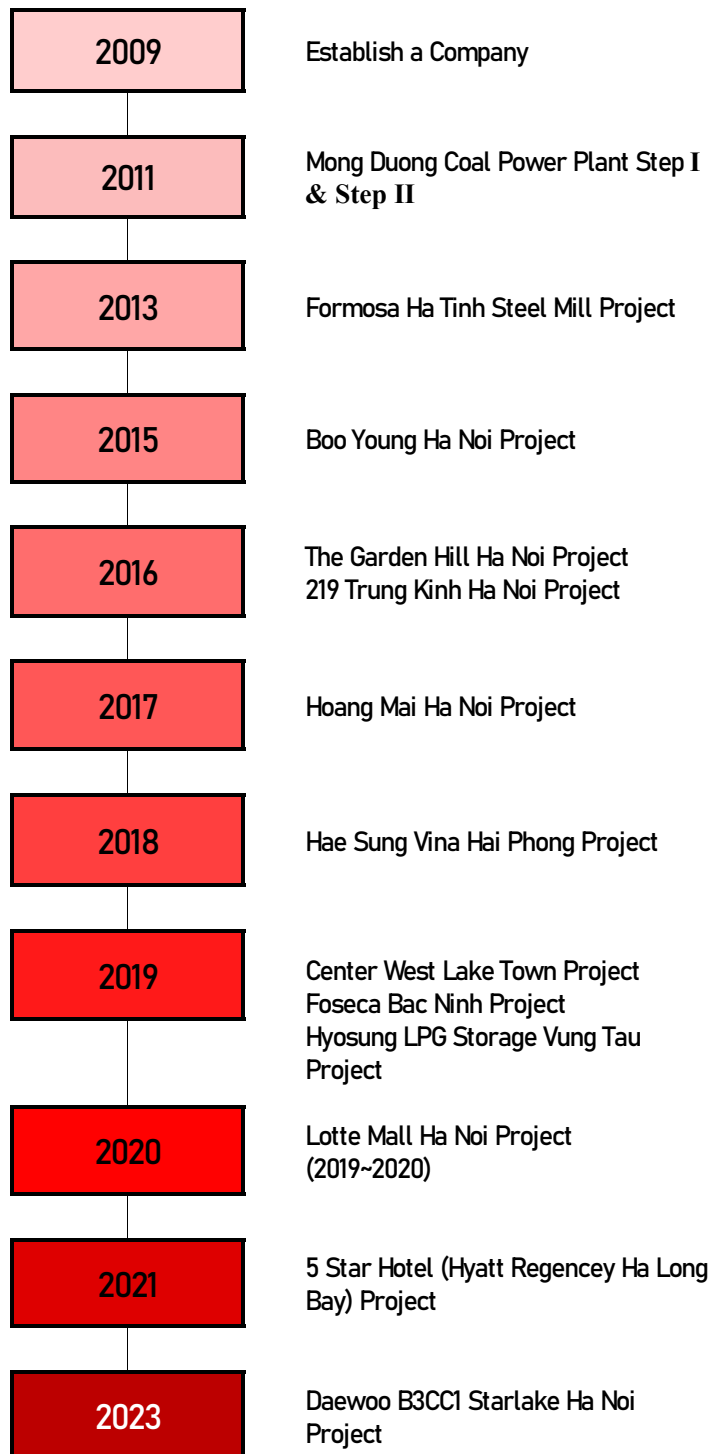 2009
Establish a Company
2011
Mong Duong Coal Power Plant Step I
& Step II
2013
Formosa Ha Tinh Steel Mill Project
2015
Boo Young Ha Noi Project
2016
The Garden Hill Ha Noi Project
219 Trung Kinh Ha Noi Project
2017
Hoang Mai Ha Noi Project
2018
Hae Sung Vina Hai Phong Project
2019
Center West Lake Town Project
Foseca Bac Ninh Project
Hyosung LPG Storage Vung Tau
Project
2020
Lotte Mall Ha Noi Project
(2019~2020)
2021
5 Star Hotel (Hyatt Regencey Ha Long
Bay) Project
2023
Daewoo B3CC1 Starlake Ha Noi
Project